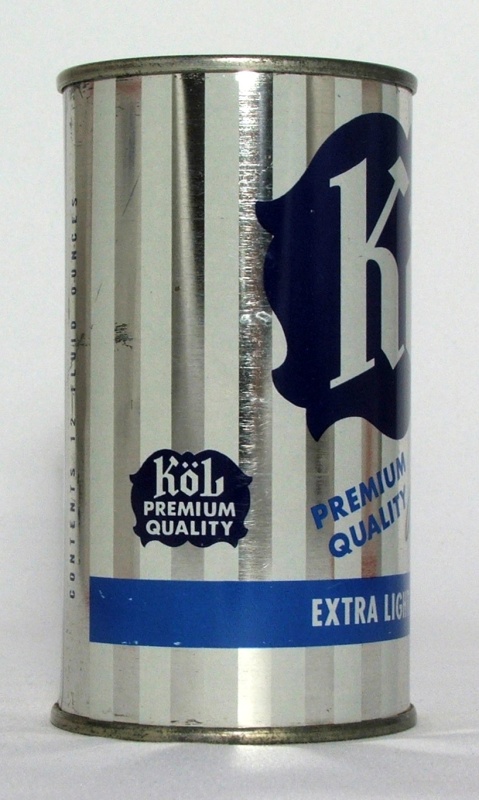 CONTENTS 12 FLUID OUNCES
KöL
PREMIUM
QUALITY
K
PREMIUM
QUALITY
EXTRA LIGH